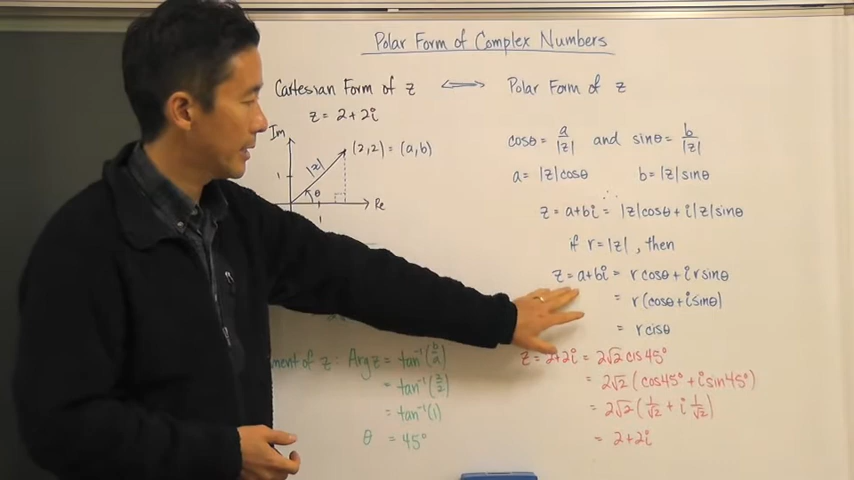 Polar Form of Complex Numbers
Cartesian Form of z ⟺ Polar Form of z
z = 2+2i
Im
(2,2) = (a,b)
|z|
1
θ
Re
1
ment of z: Arg z = tan⁻¹(b/a)
= tan⁻¹(2/2)
= tan⁻¹(1)
θ = 45°
cosθ = a/|z| and sinθ = b/|z|
a = |z|cosθ b = |z|sinθ
∴ z = a+bi = |z|cosθ + i|z|sinθ
if r = |z|, then
z = a+bi = r cosθ + i r sinθ
= r(cosθ + i sinθ)
= r cisθ
z = 2+2i = 2√2 cis 45°
= 2√2 (cos45° + i sin45°)
= 2√2 (1/√2 + i 1/√2)
= 2+2i